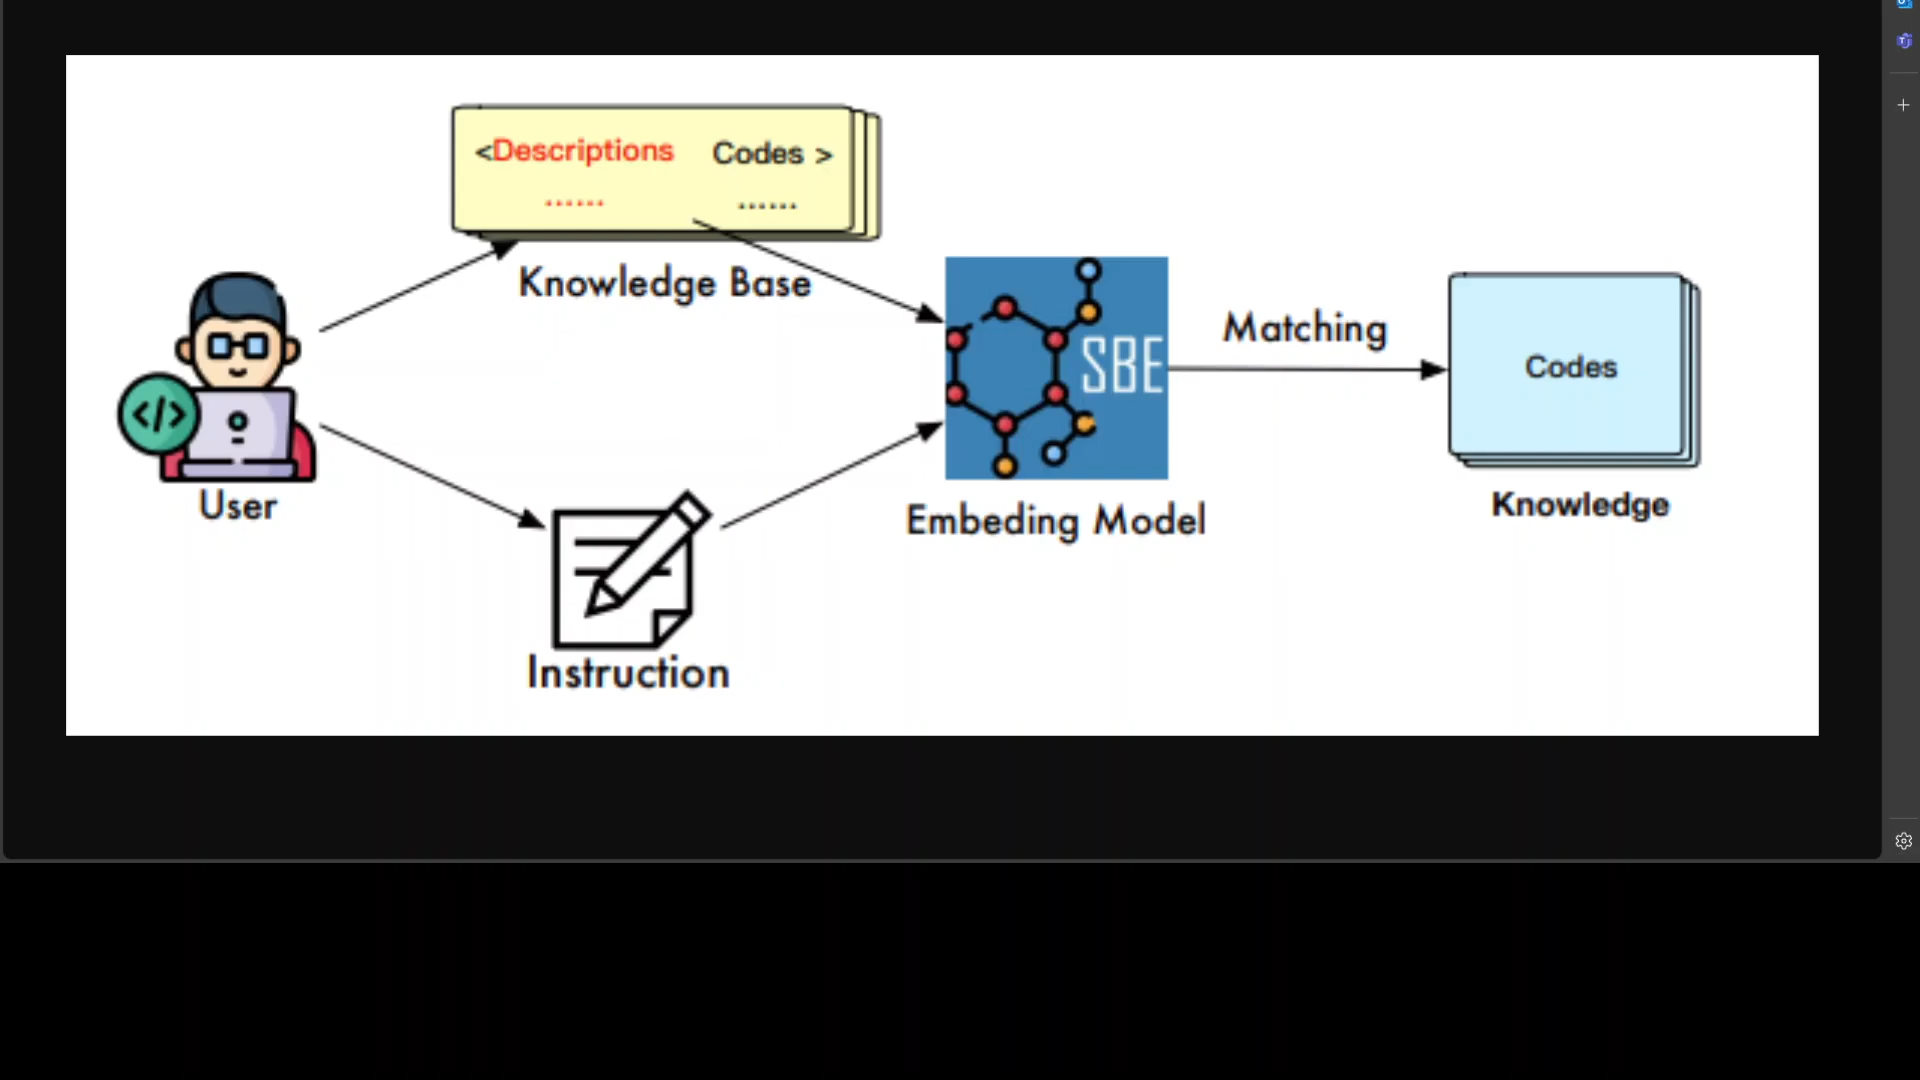 <Descriptions Codes >
...... ......
Knowledge Base
User
</>
Instruction
SBE
Embeding Model
Matching
Codes
Knowledge